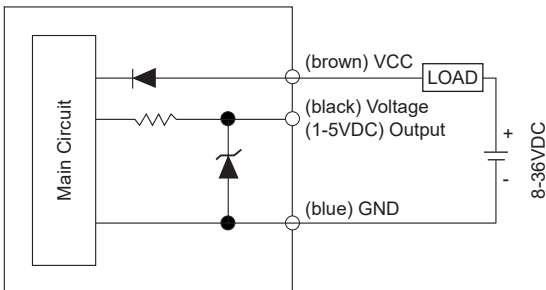 (brown) VCC
LOAD
(black) Voltage
(1-5VDC) Output
Main Circuit
+
-
8-36VDC
(blue) GND